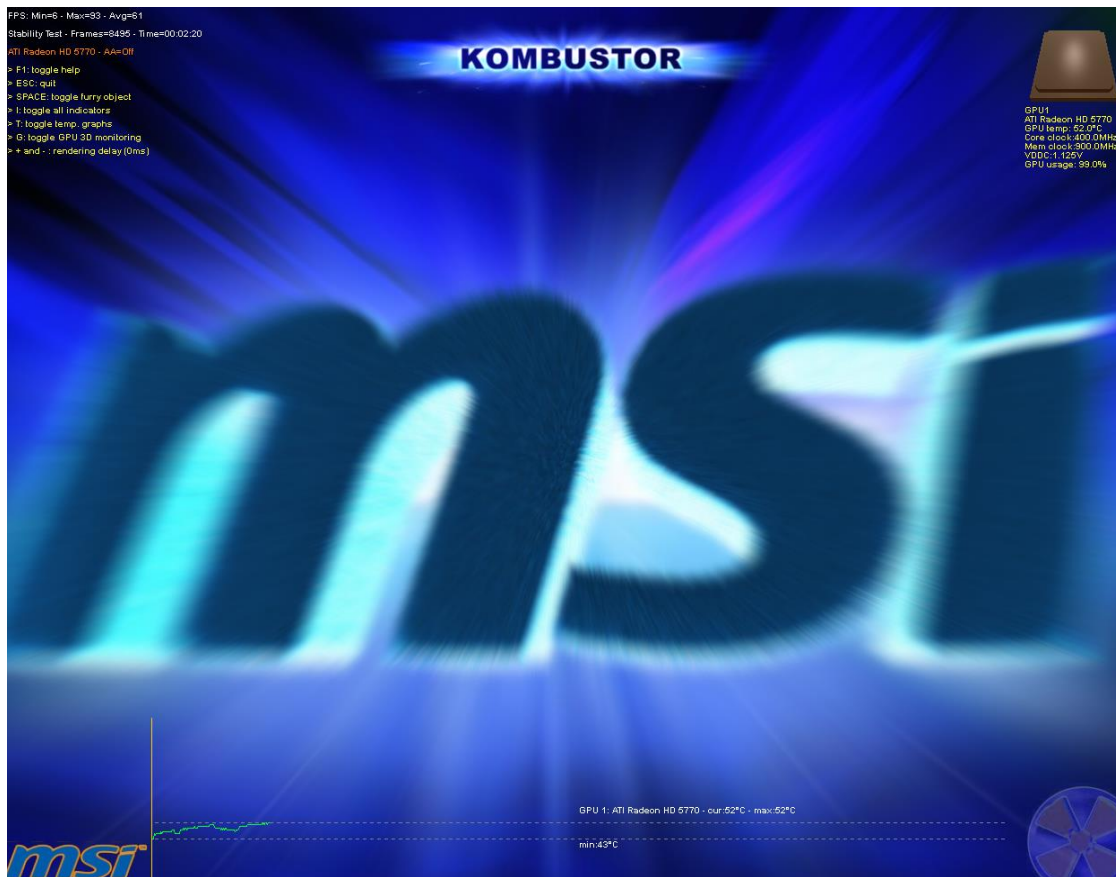 FPS: Min=6 - Max=93 - Avg=61
Stability Test - Frames=8495 - Time=00:02:20
ATI Radeon HD 5770 - AA=Off
> F1: toggle help
> ESC: quit
> SPACE: toggle furry object
> I: toggle all indicators
> T: toggle temp. graphs
> G: toggle GPU 3D monitoring
> + and - : rendering delay (0ms)
KOMBUSTOR
GPU1
ATI Radeon HD 5770
GPU temp: 52.0°C
Core clock:400.0MHz
Mem clock:900.0MHz
VDDC:1.125V
GPU usage: 99.0%
msi
GPU 1: ATI Radeon HD 5770 - cur:52°C - max:52°C
min:43°C
msi